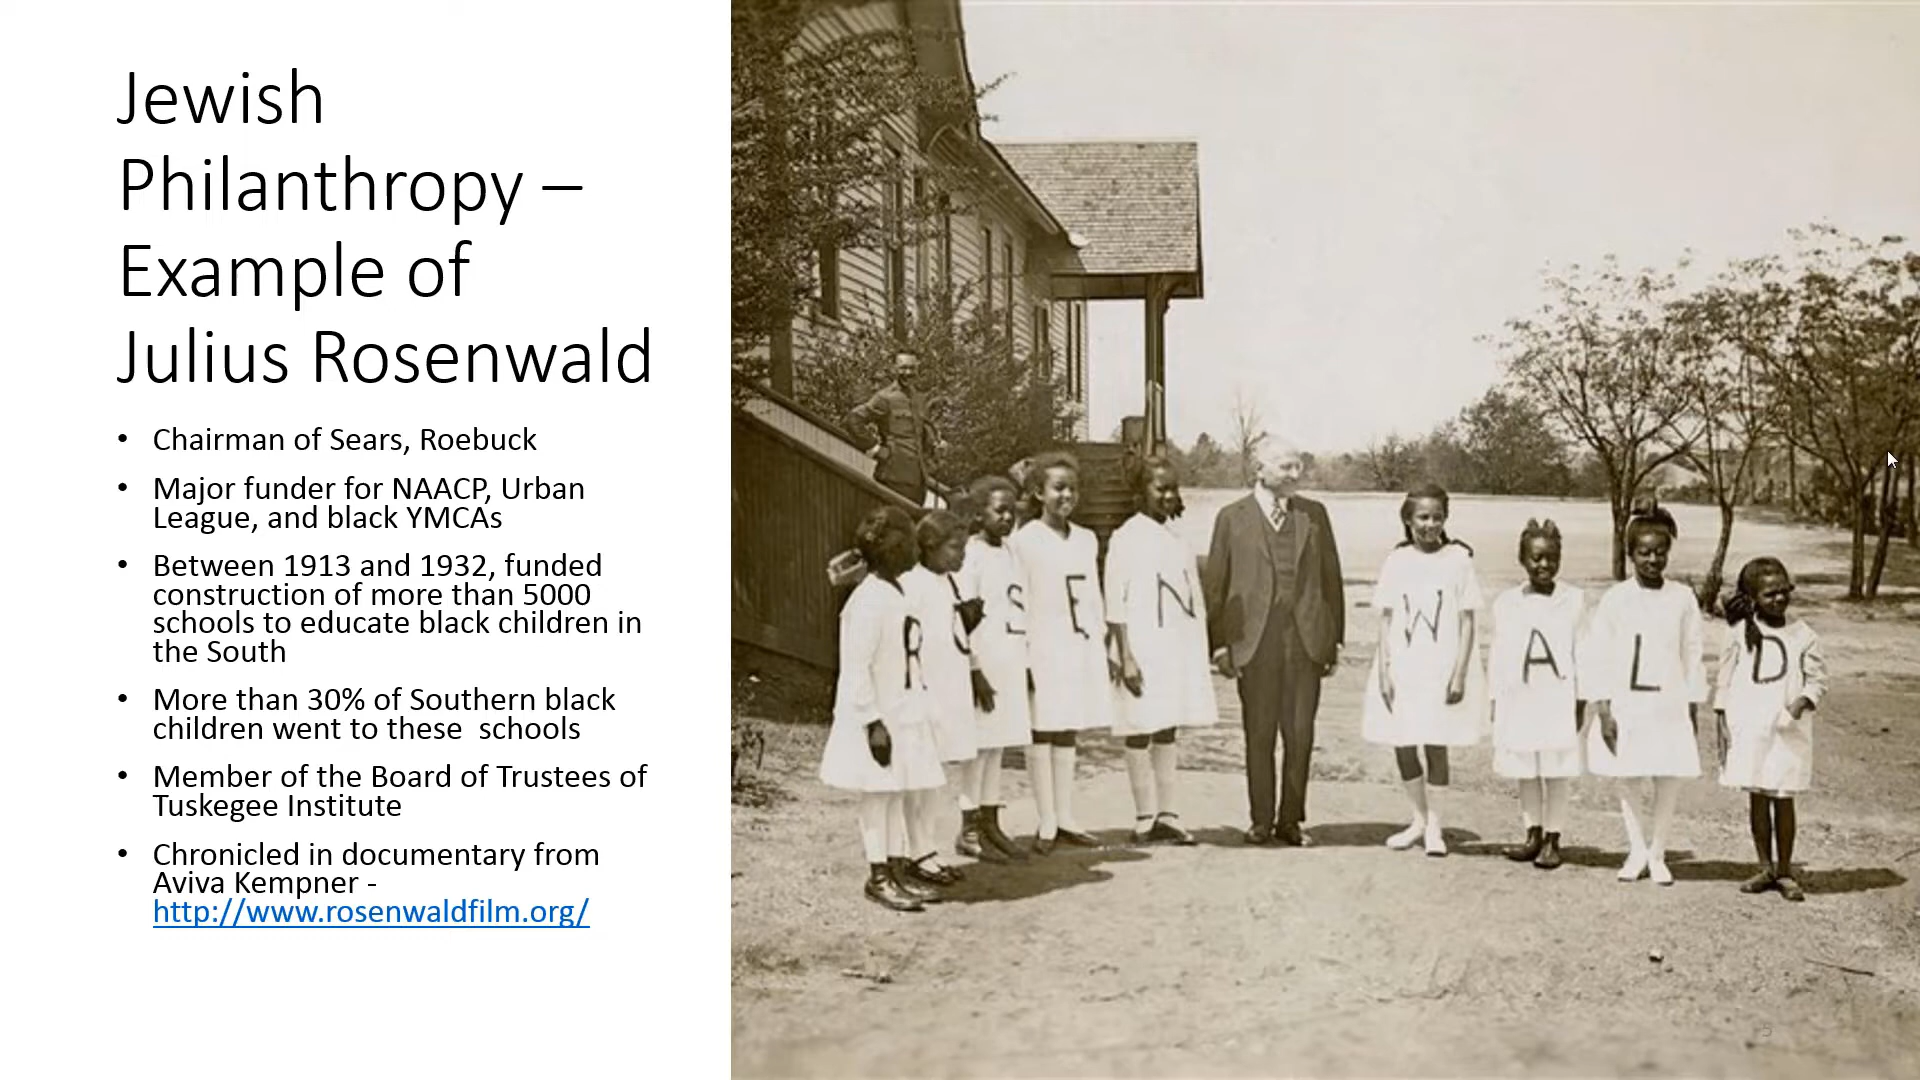 Jewish
Philanthropy –
Example of
Julius Rosenwald
• Chairman of Sears, Roebuck
• Major funder for NAACP, Urban
League, and black YMCAs
• Between 1913 and 1932, funded
construction of more than 5000
schools to educate black children in
the South
• More than 30% of Southern black
children went to these  schools
• Member of the Board of Trustees of
Tuskegee Institute
• Chronicled in documentary from
Aviva Kempner -
http://www.rosenwaldfilm.org/
R O S E N W A L D
5